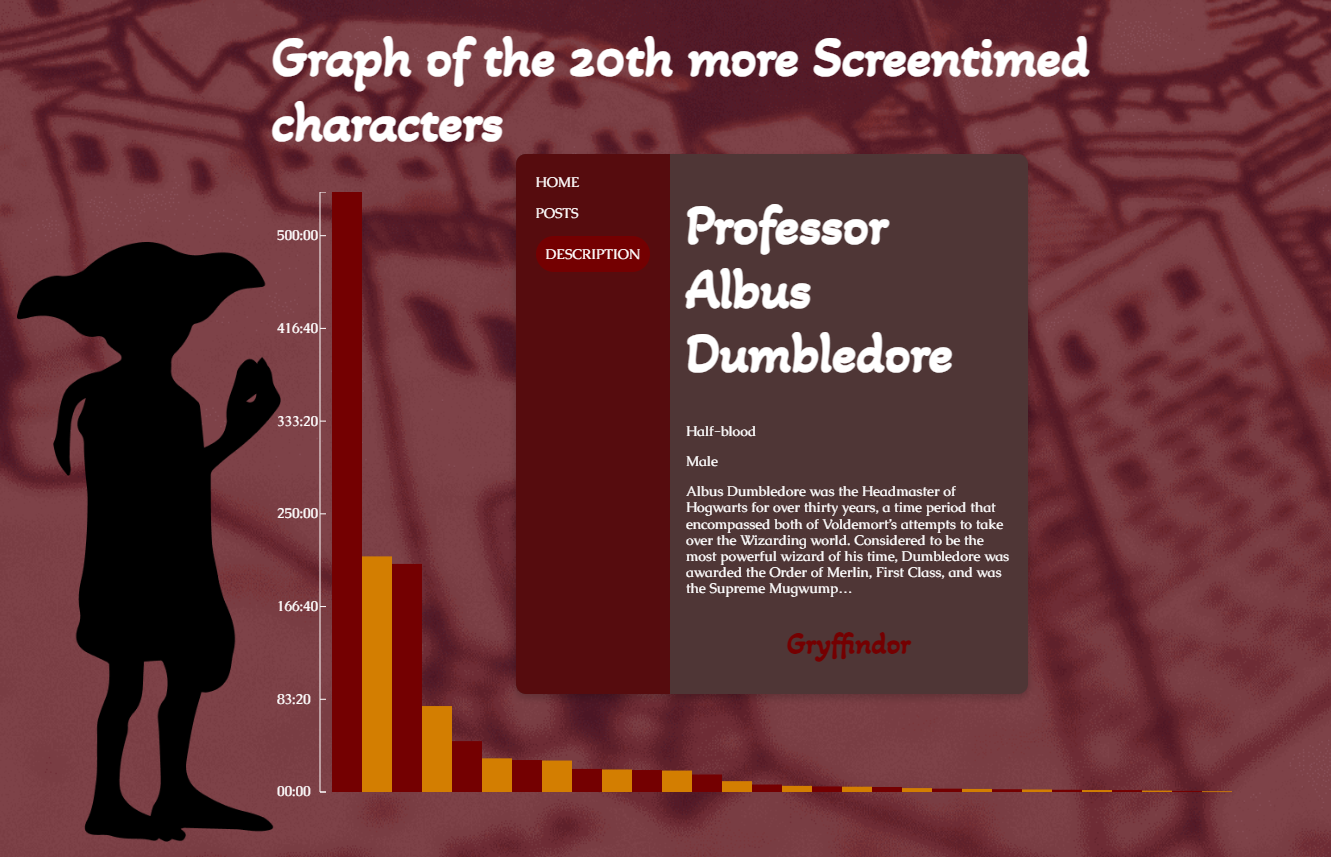 Graph of the 20th more Screentimed
characters
HOME
POSTS
DESCRIPTION
Professor
Albus
Dumbledore
Half-blood
Male
Albus Dumbledore was the Headmaster of
Hogwarts for over thirty years, a time period that
encompassed both of Voldemort’s attempts to take
over the Wizarding world. Considered to be the
most powerful wizard of his time, Dumbledore was
awarded the Order of Merlin, First Class, and was
the Supreme Mugwump…
Gryffindor
500:00
416:40
333:20
250:00
166:40
83:20
00:00